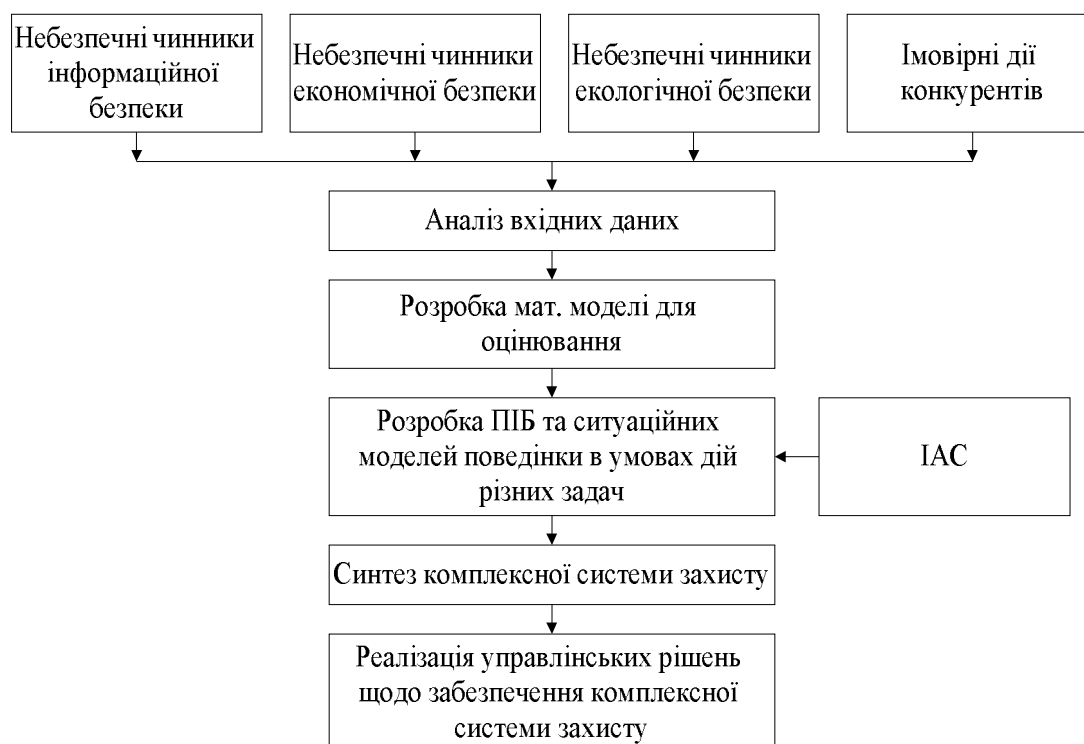 Небезпечні чинники
інформаційної
безпеки
Небезпечні чинники
економічної безпеки
Небезпечні чинники
екологічної безпеки
Імовірні дії
конкурентів
Аналіз вхідних даних
Розробка мат. моделі для
оцінювання
Розробка ПІБ та ситуаційних
моделей поведінки в умовах дій
різних задач
ІАС
Синтез комплексної системи захисту
Реалізація управлінських рішень
щодо забезпечення комплексної
системи захисту